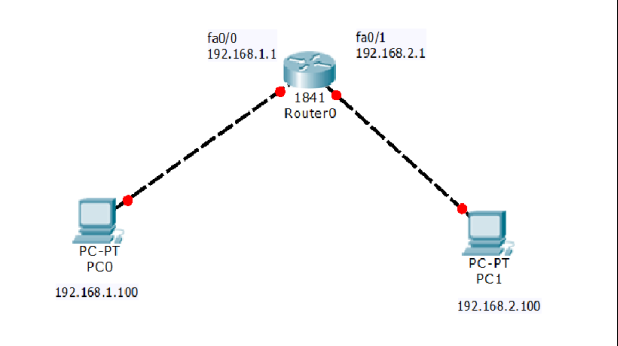 fa0/0
192.168.1.1
fa0/1
192.168.2.1
1841
Router0
PC-PT
PC0
192.168.1.100
PC-PT
PC1
192.168.2.100